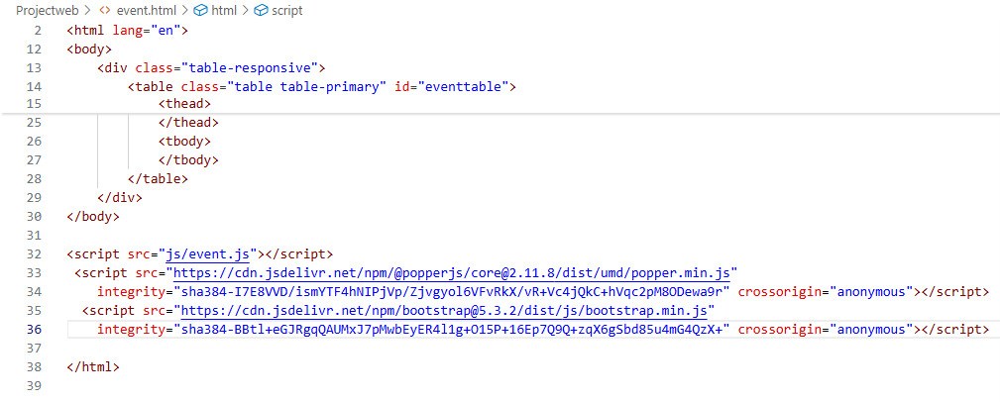 Projectweb > <> event.html > html > script
2 <html lang="en">
12 <body>
13 <div class="table-responsive">
14 <table class="table table-primary" id="eventtable">
15 <thead>
25 </thead>
26 <tbody>
27 </tbody>
28 </table>
29 </div>
30 </body>
31
32 <script src="js/event.js"></script>
33 <script src="https://cdn.jsdelivr.net/npm/@popperjs/core@2.11.8/dist/umd/popper.min.js"
34 integrity="sha384-I7E8VVD/ismYTF4hNIPjVp/Zjvgyol6VFvRkX/vR+Vc4jQkC+hVqc2pM8ODewa9r" crossorigin="anonymous"></script>
35 <script src="https://cdn.jsdelivr.net/npm/bootstrap@5.3.2/dist/js/bootstrap.min.js"
36 integrity="sha384-BBtl+eGJRgqQAUMxJ7pMwbEyER4l1g+O15P+16Ep7Q9Q+zqX6gSbd85u4mG4QzX+" crossorigin="anonymous"></script>
37
38 </html>
39